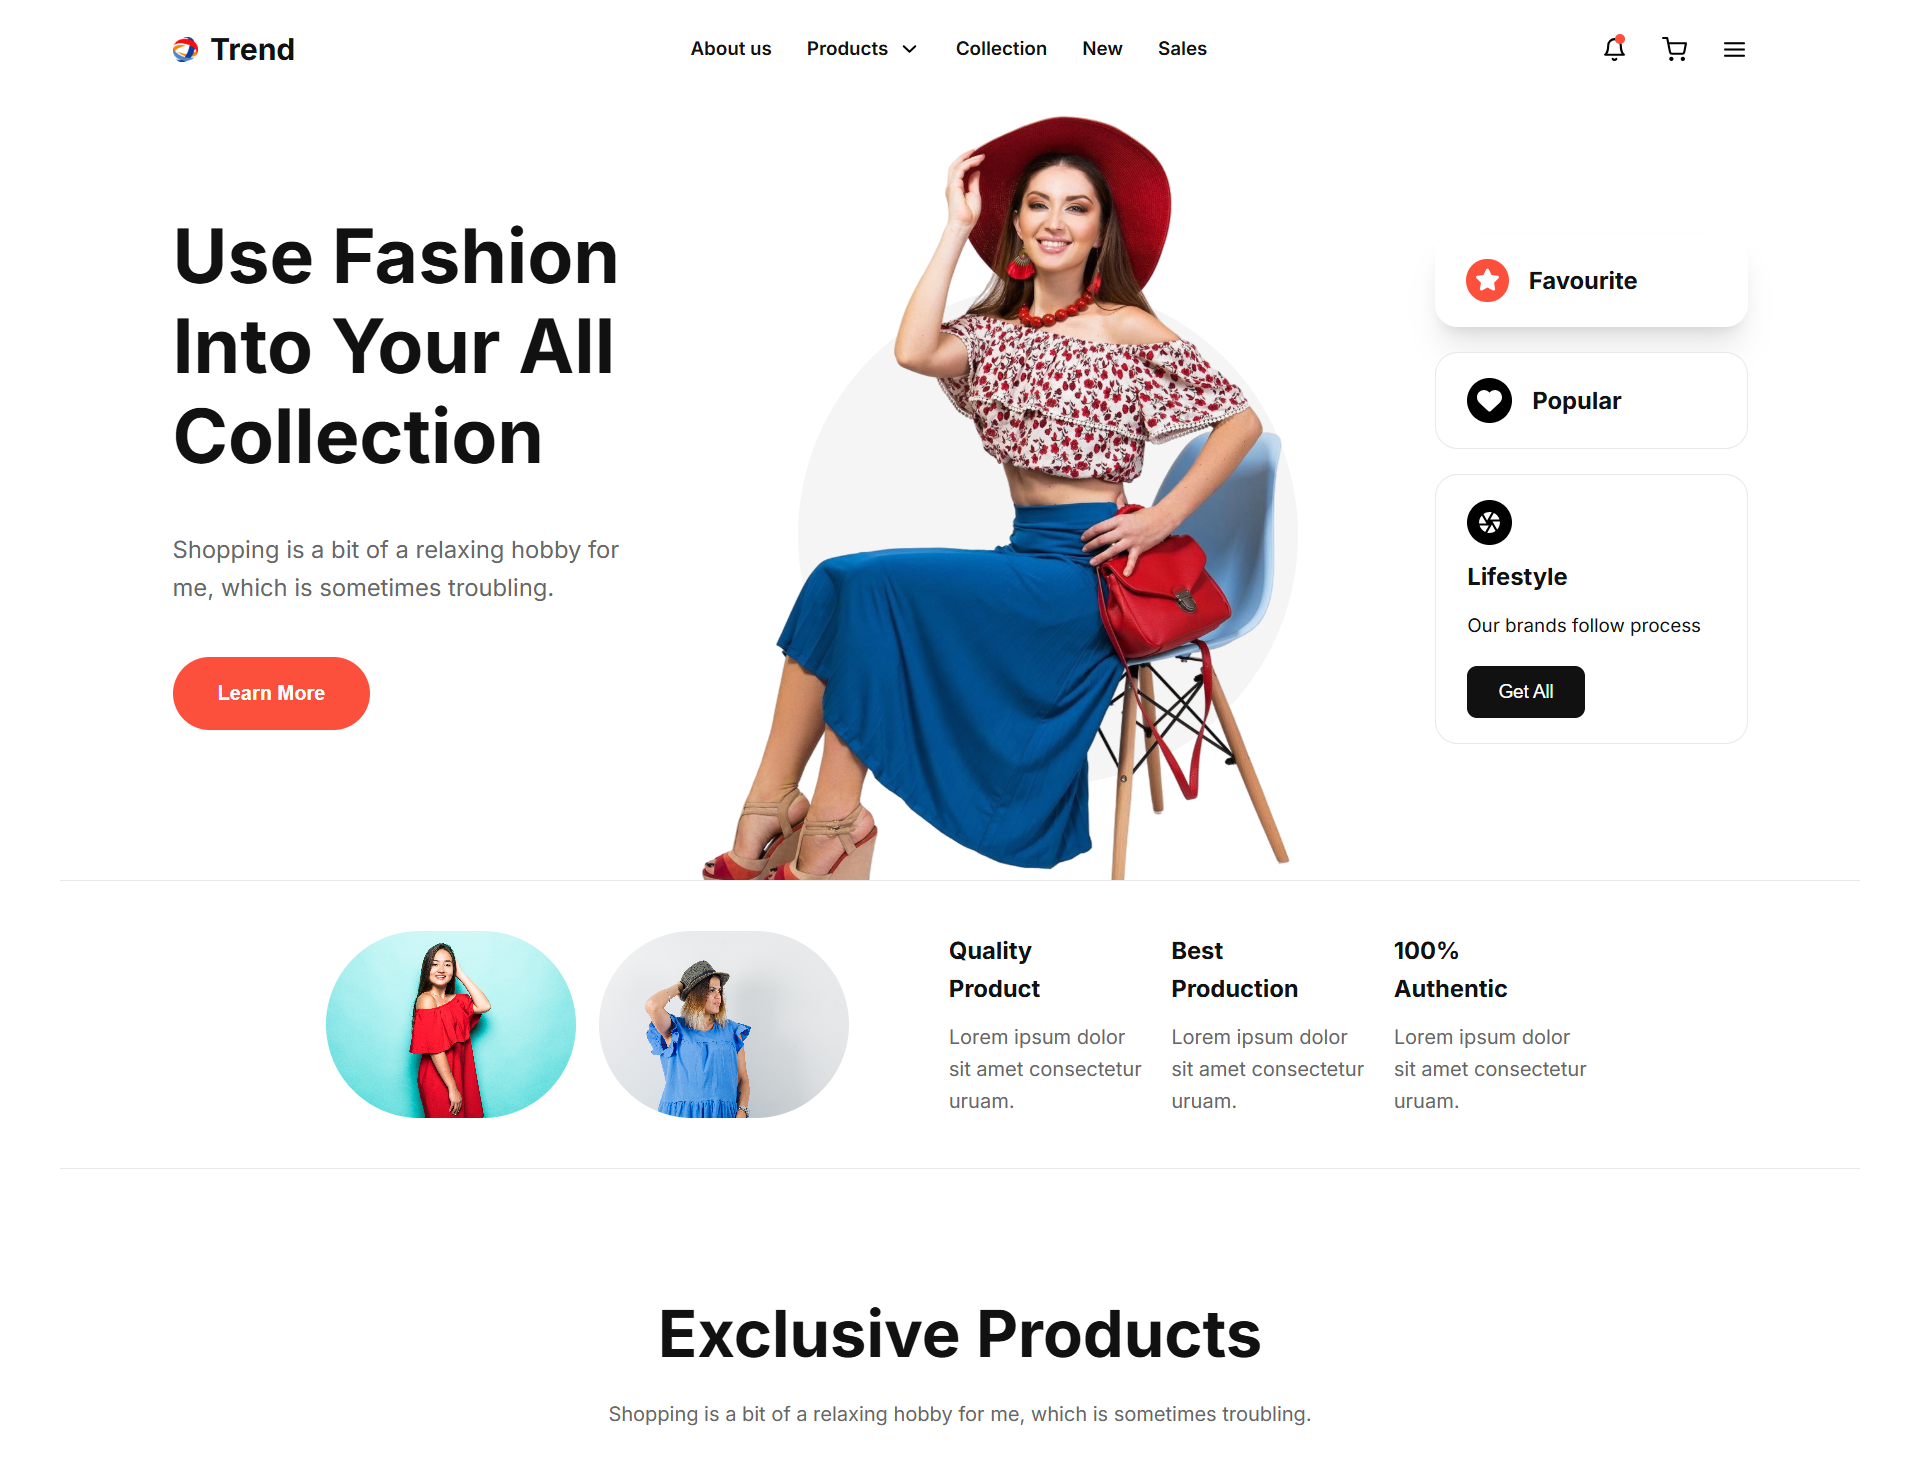 Trend
About us Products Collection New Sales
Use Fashion
Into Your All
Collection
Shopping is a bit of a relaxing hobby for
me, which is sometimes troubling.
Learn More
Favourite
Popular
Lifestyle
Our brands follow process
Get All
Quality
Product
Lorem ipsum dolor
sit amet consectetur
uruam.
Best
Production
Lorem ipsum dolor
sit amet consectetur
uruam.
100%
Authentic
Lorem ipsum dolor
sit amet consectetur
uruam.
Exclusive Products
Shopping is a bit of a relaxing hobby for me, which is sometimes troubling.